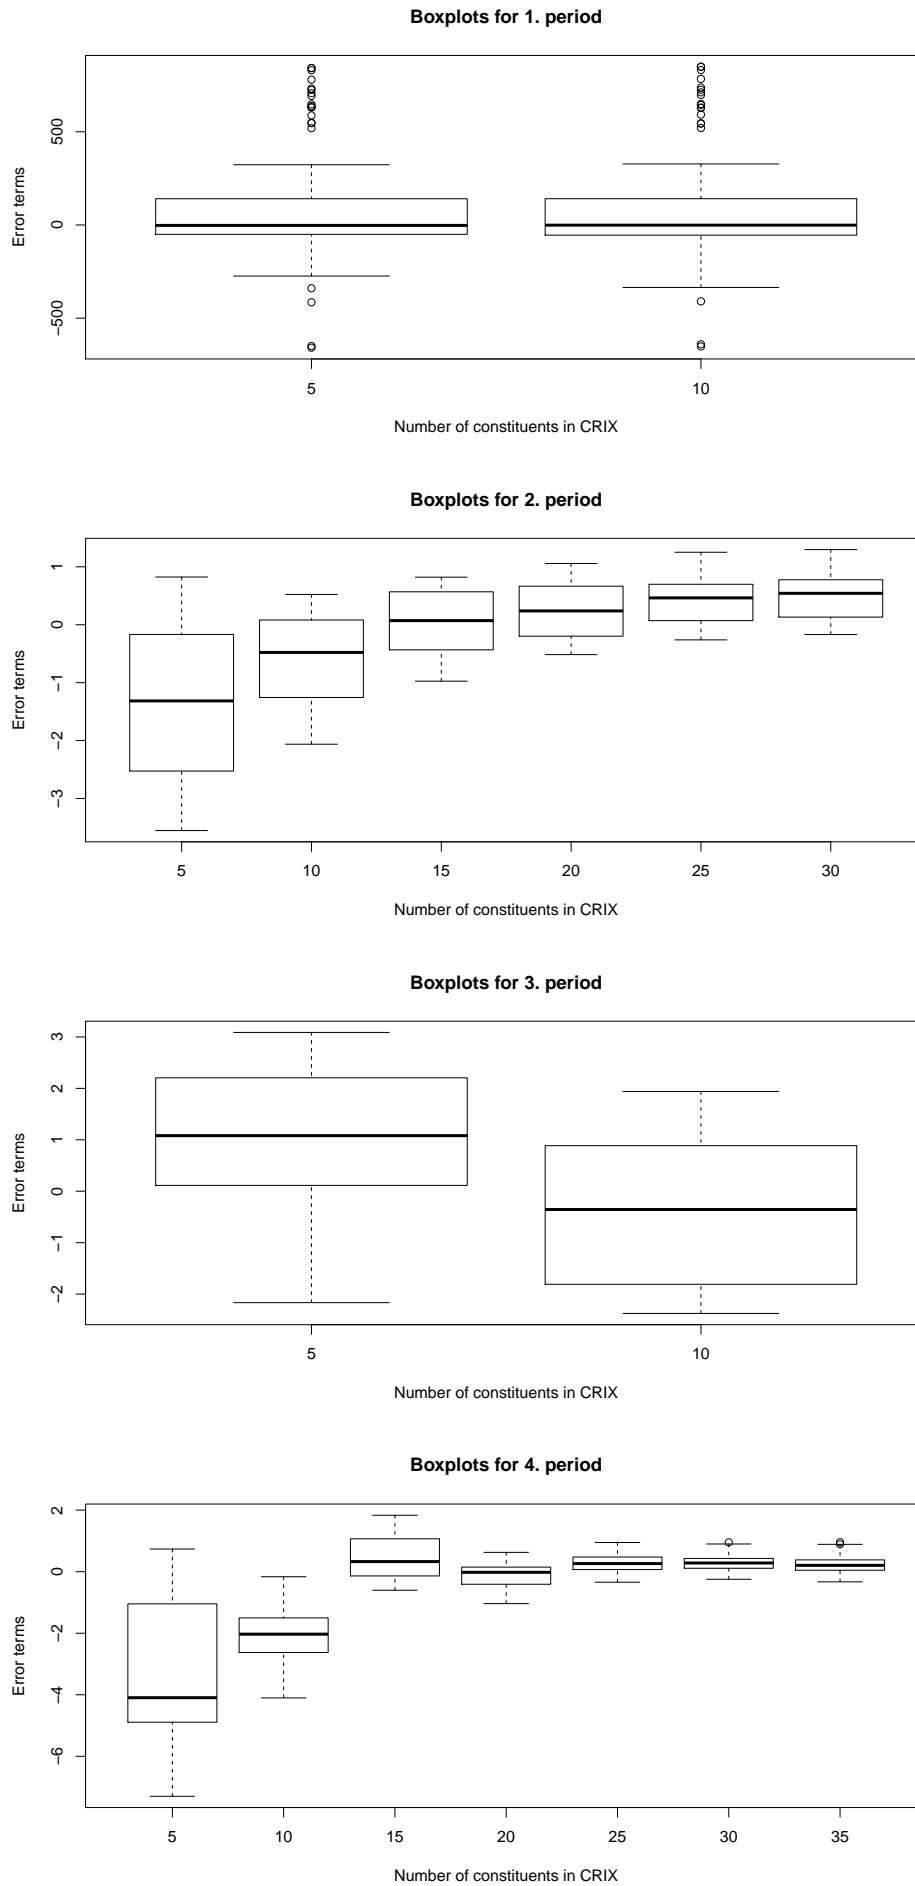 Boxplots for 1. period
Error terms
500
0
−500
5 10
Number of constituents in CRIX
Boxplots for 2. period
Error terms
1
0
−1
−2
−3
5 10 15 20 25 30
Number of constituents in CRIX
Boxplots for 3. period
Error terms
3
2
1
0
−1
−2
5 10
Number of constituents in CRIX
Boxplots for 4. period
Error terms
2
0
−2
−4
−6
5 10 15 20 25 30 35
Number of constituents in CRIX